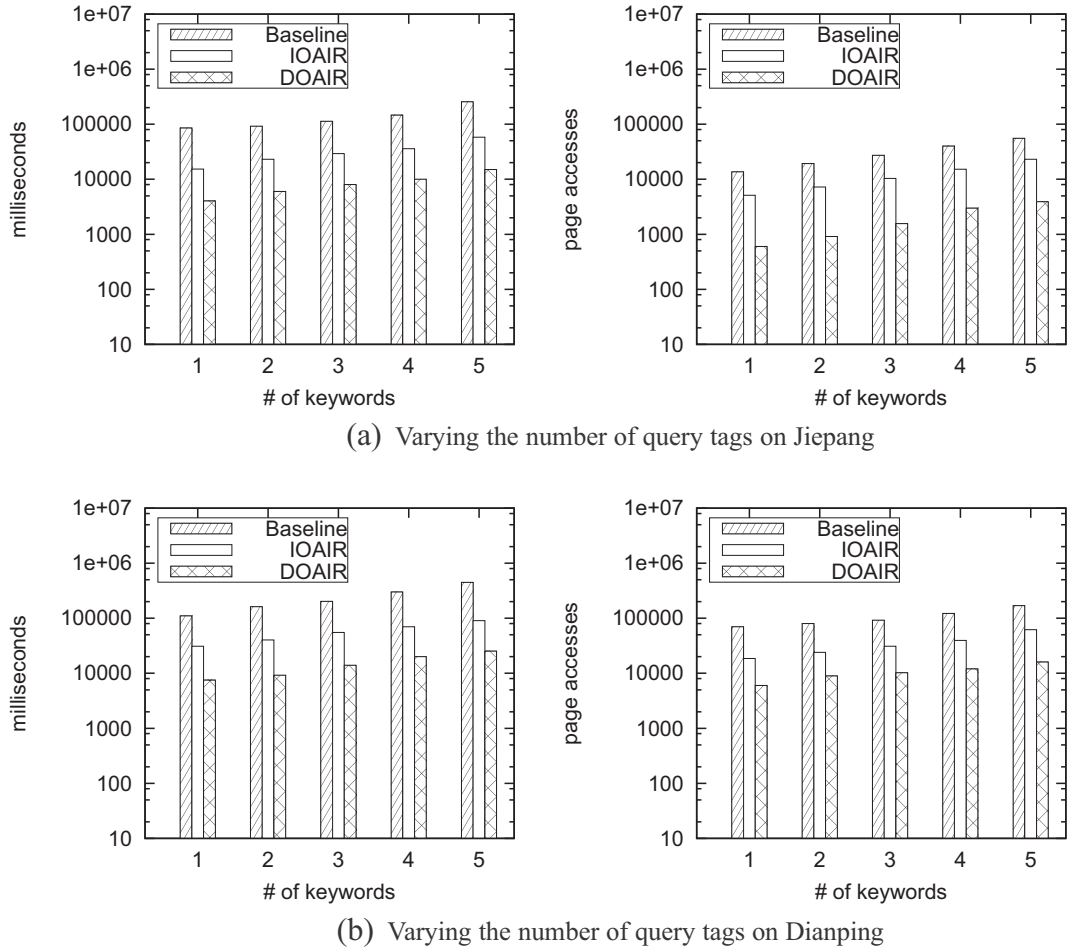 1e+07
1e+06
100000
10000
1000
100
10
milliseconds
Baseline
IOAIR
DOAIR
1 2 3 4 5
# of keywords
1e+07
1e+06
100000
10000
1000
100
10
page accesses
Baseline
IOAIR
DOAIR
1 2 3 4 5
# of keywords
(a) Varying the number of query tags on Jiepang
1e+07
1e+06
100000
10000
1000
100
10
milliseconds
Baseline
IOAIR
DOAIR
1 2 3 4 5
# of keywords
1e+07
1e+06
100000
10000
1000
100
10
page accesses
Baseline
IOAIR
DOAIR
1 2 3 4 5
# of keywords
(b) Varying the number of query tags on Dianping